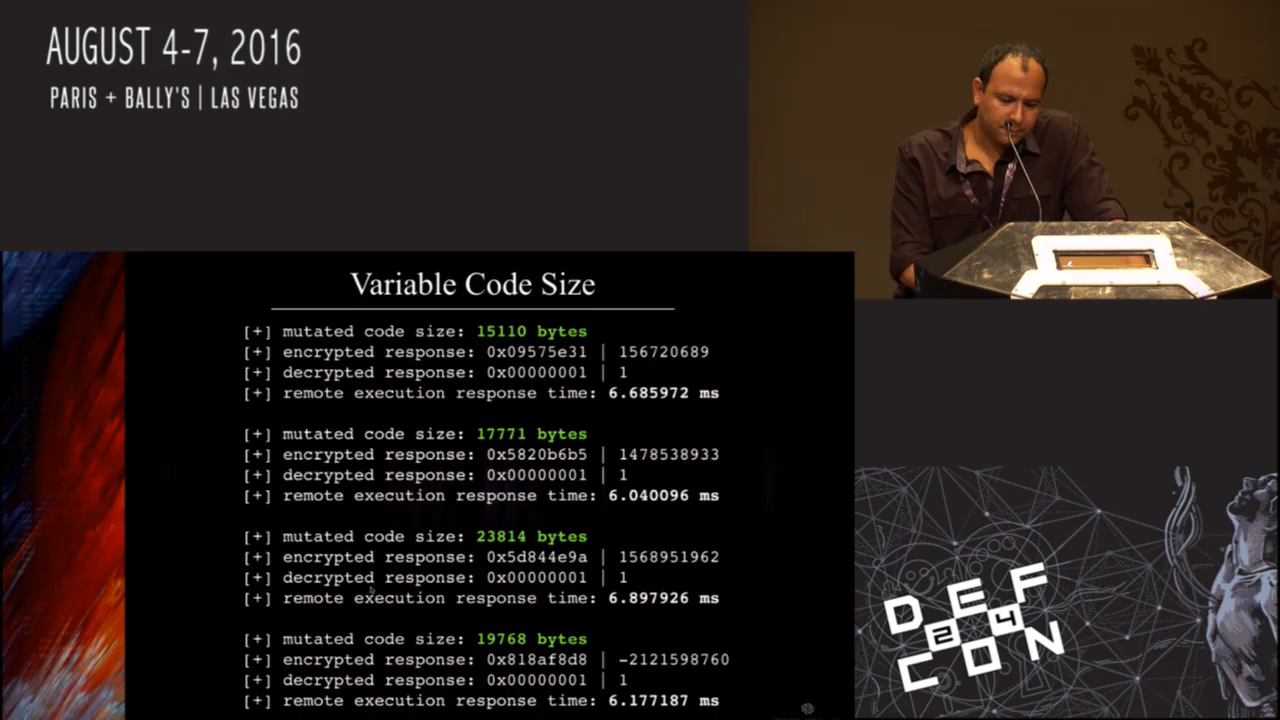 AUGUST 4-7, 2016
PARIS + BALLY'S | LAS VEGAS
Variable Code Size
[+] mutated code size: 15110 bytes
[+] encrypted response: 0x09575e31 | 156720689
[+] decrypted response: 0x00000001 | 1
[+] remote execution response time: 6.685972 ms
[+] mutated code size: 17771 bytes
[+] encrypted response: 0x5820b6b5 | 1478538933
[+] decrypted response: 0x00000001 | 1
[+] remote execution response time: 6.040096 ms
[+] mutated code size: 23814 bytes
[+] encrypted response: 0x5d844e9a | 1568951962
[+] decrypted response: 0x00000001 | 1
[+] remote execution response time: 6.897926 ms
[+] mutated code size: 19768 bytes
[+] encrypted response: 0x818af8d8 | -2121598760
[+] decrypted response: 0x00000001 | 1
[+] remote execution response time: 6.177187 ms
DEF
24
CON